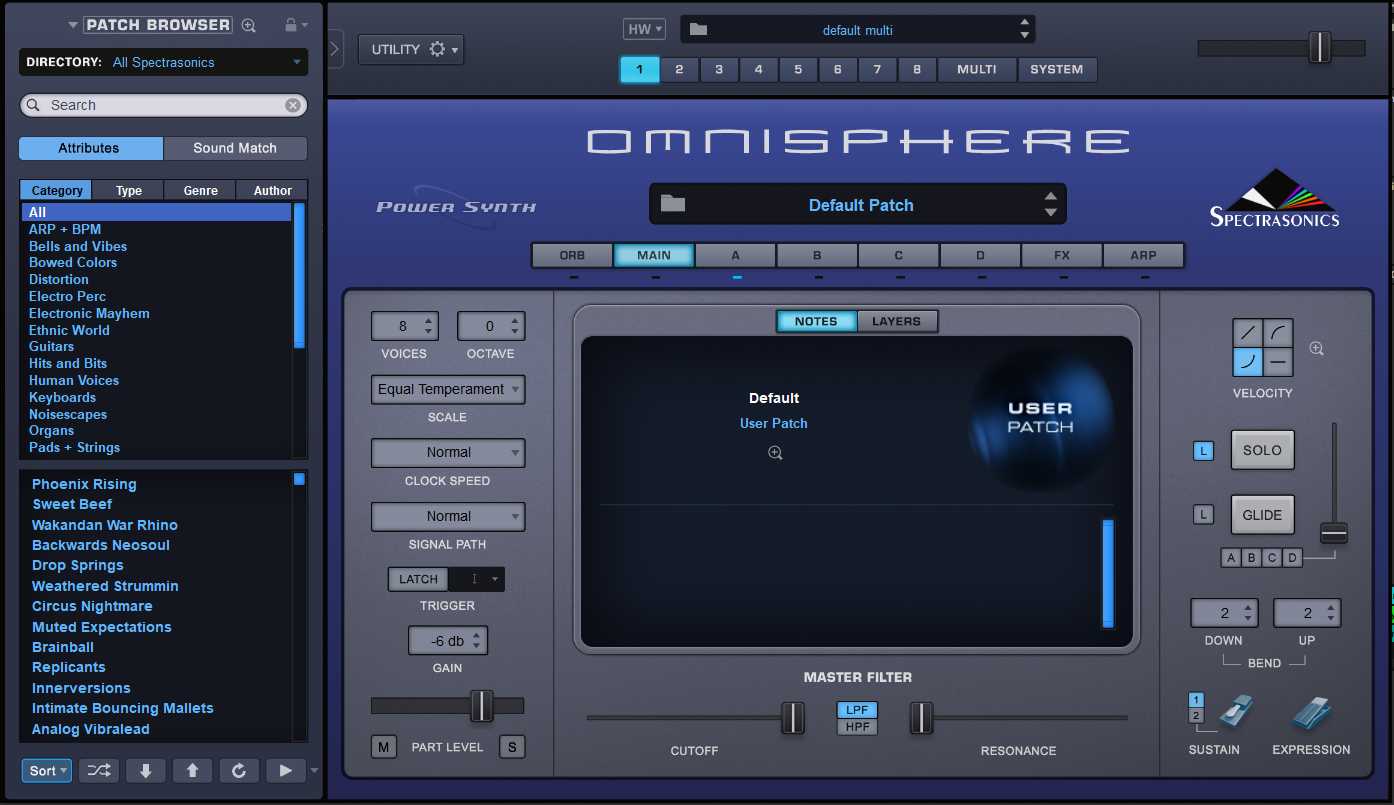 PATCH BROWSER
DIRECTORY: All Spectrasonics
Search
Attributes Sound Match
Category Type Genre Author
All
ARP + BPM
Bells and Vibes
Bowed Colors
Distortion
Electro Perc
Electronic Mayhem
Ethnic World
Guitars
Hits and Bits
Human Voices
Keyboards
Noisescapes
Organs
Pads + Strings
Phoenix Rising
Sweet Beef
Wakandan War Rhino
Backwards Neosoul
Drop Springs
Weathered Strummin
Circus Nightmare
Muted Expectations
Brainball
Replicants
Innerversions
Intimate Bouncing Mallets
Analog Vibralead
Sort
UTILITY
HW
default multi
1 2 3 4 5 6 7 8 MULTI SYSTEM
OMNISPHERE
POWER SYNTH
Default Patch
SPECTRASONICS
ORB MAIN A B C D FX ARP
8 0
VOICES OCTAVE
Equal Temperament
SCALE
Normal
CLOCK SPEED
Normal
SIGNAL PATH
LATCH
TRIGGER
-6 db
GAIN
M PART LEVEL S
NOTES LAYERS
Default
User Patch
USER
PATCH
MASTER FILTER
LPF
HPF
CUTOFF
RESONANCE
VELOCITY
L SOLO
L GLIDE
A B C D
2 2
DOWN UP
BEND
1
2
SUSTAIN EXPRESSION